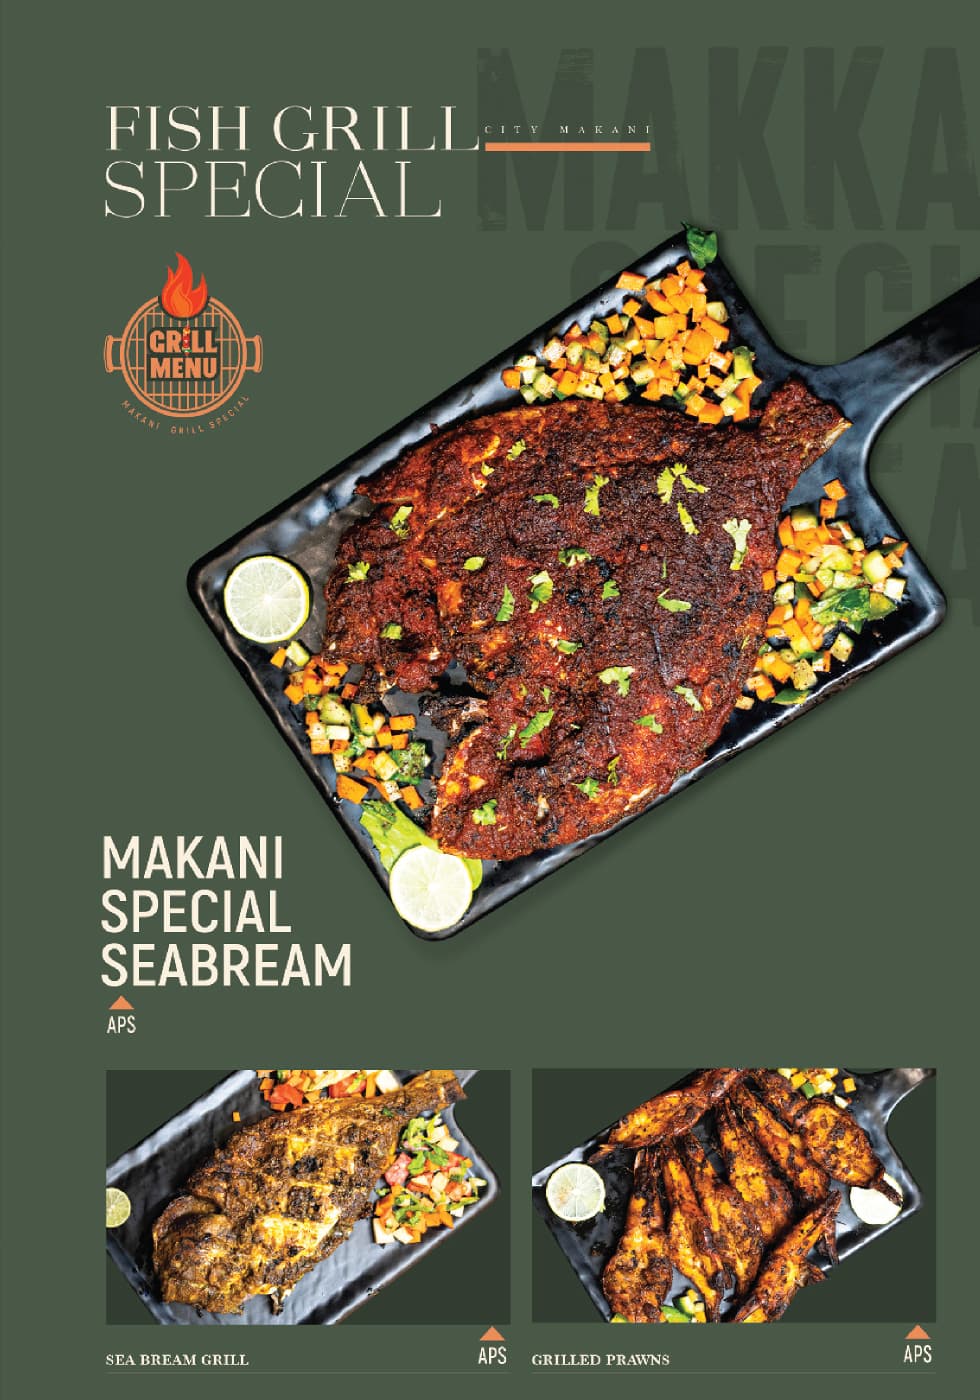 FISH GRILL
CITY MAKANI
SPECIAL
MAKKA
GRILL
MENU
MAKANI GRILL SPECIAL
MAKANI
SPECIAL
SEABREAM
APS
SEA BREAM GRILL
APS
GRILLED PRAWNS
APS